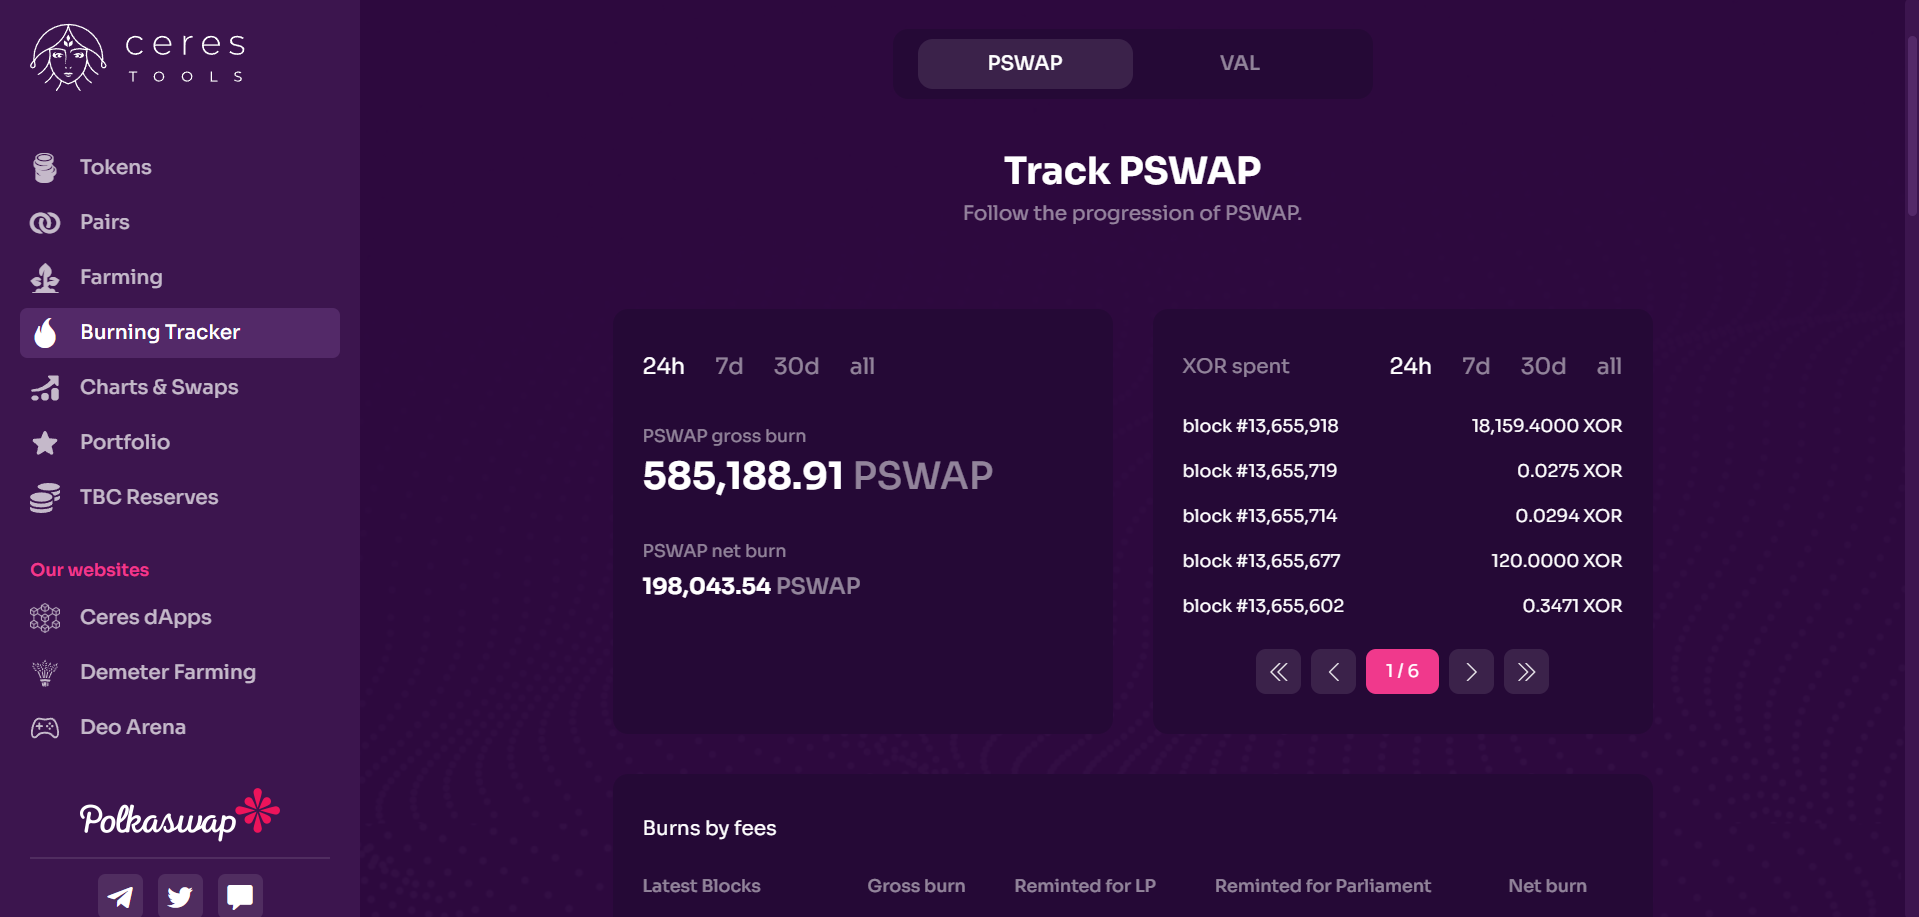 ceres
TOOLS
Tokens
Pairs
Farming
Burning Tracker
Charts & Swaps
Portfolio
TBC Reserves
Our websites
Ceres dApps
Demeter Farming
Deo Arena
Polkaswap
PSWAP VAL
Track PSWAP
Follow the progression of PSWAP.
24h 7d 30d all
PSWAP gross burn
585,188.91 PSWAP
PSWAP net burn
198,043.54 PSWAP
XOR spent 24h 7d 30d all
block #13,655,918 18,159.4000 XOR
block #13,655,719 0.0275 XOR
block #13,655,714 0.0294 XOR
block #13,655,677 120.0000 XOR
block #13,655,602 0.3471 XOR
1 / 6
Burns by fees
Latest Blocks Gross burn Reminted for LP Reminted for Parliament Net burn